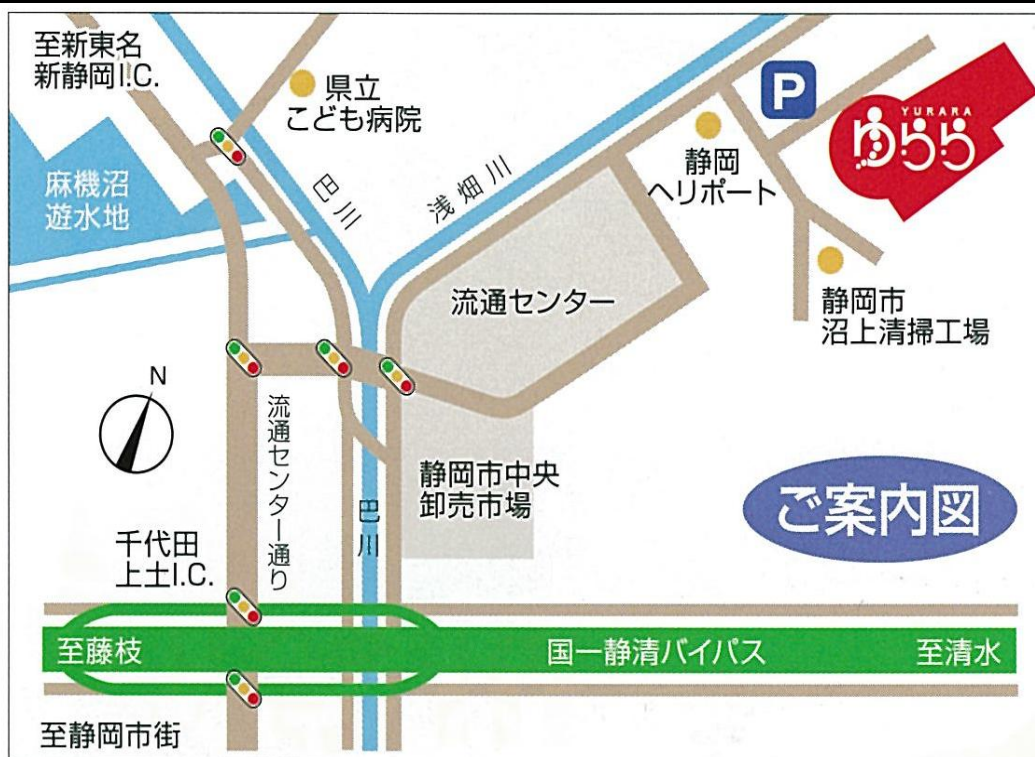 至新東名
新静岡I.C.
県立
こども病院
P
YURARA
ゆらら
静岡
ヘリポート
麻機沼
遊水地
巴川
浅畑川
流通センター
静岡市
沼上清掃工場
N
流通センター通り
静岡市中央
卸売市場
巴川
ご案内図
千代田
上土I.C.
至藤枝
国一静清バイパス
至清水
至静岡市街